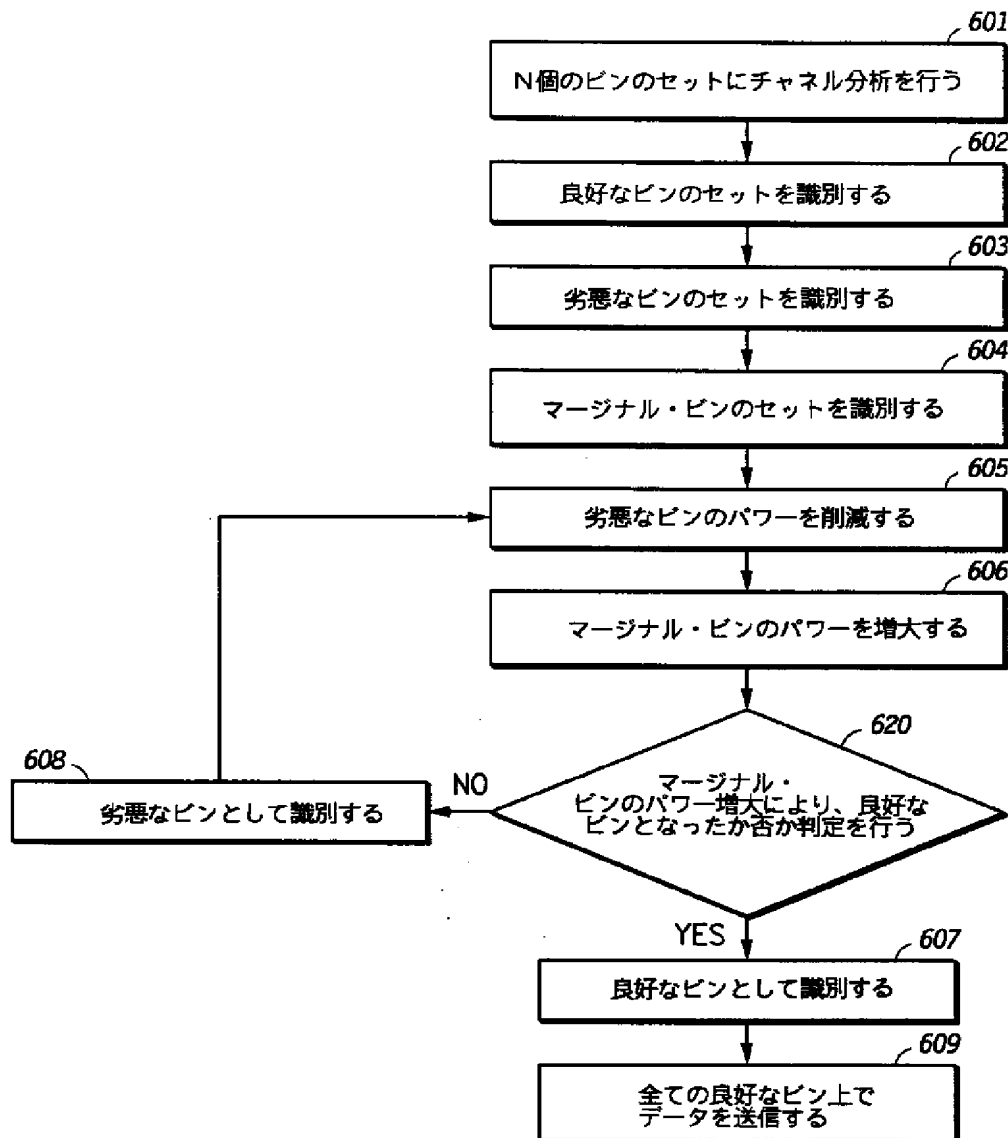 601
N個のビンのセットにチャネル分析を行う
602
良好なビンのセットを識別する
603
劣悪なビンのセットを識別する
604
マージナル・ビンのセットを識別する
605
劣悪なビンのパワーを削減する
606
マージナル・ビンのパワーを増大する
620
マージナル・
ビンのパワー増大により、良好な
ビンとなったか否か判定を行う
NO
608
劣悪なビンとして識別する
YES
607
良好なビンとして識別する
609
全ての良好なビン上で
データを送信する